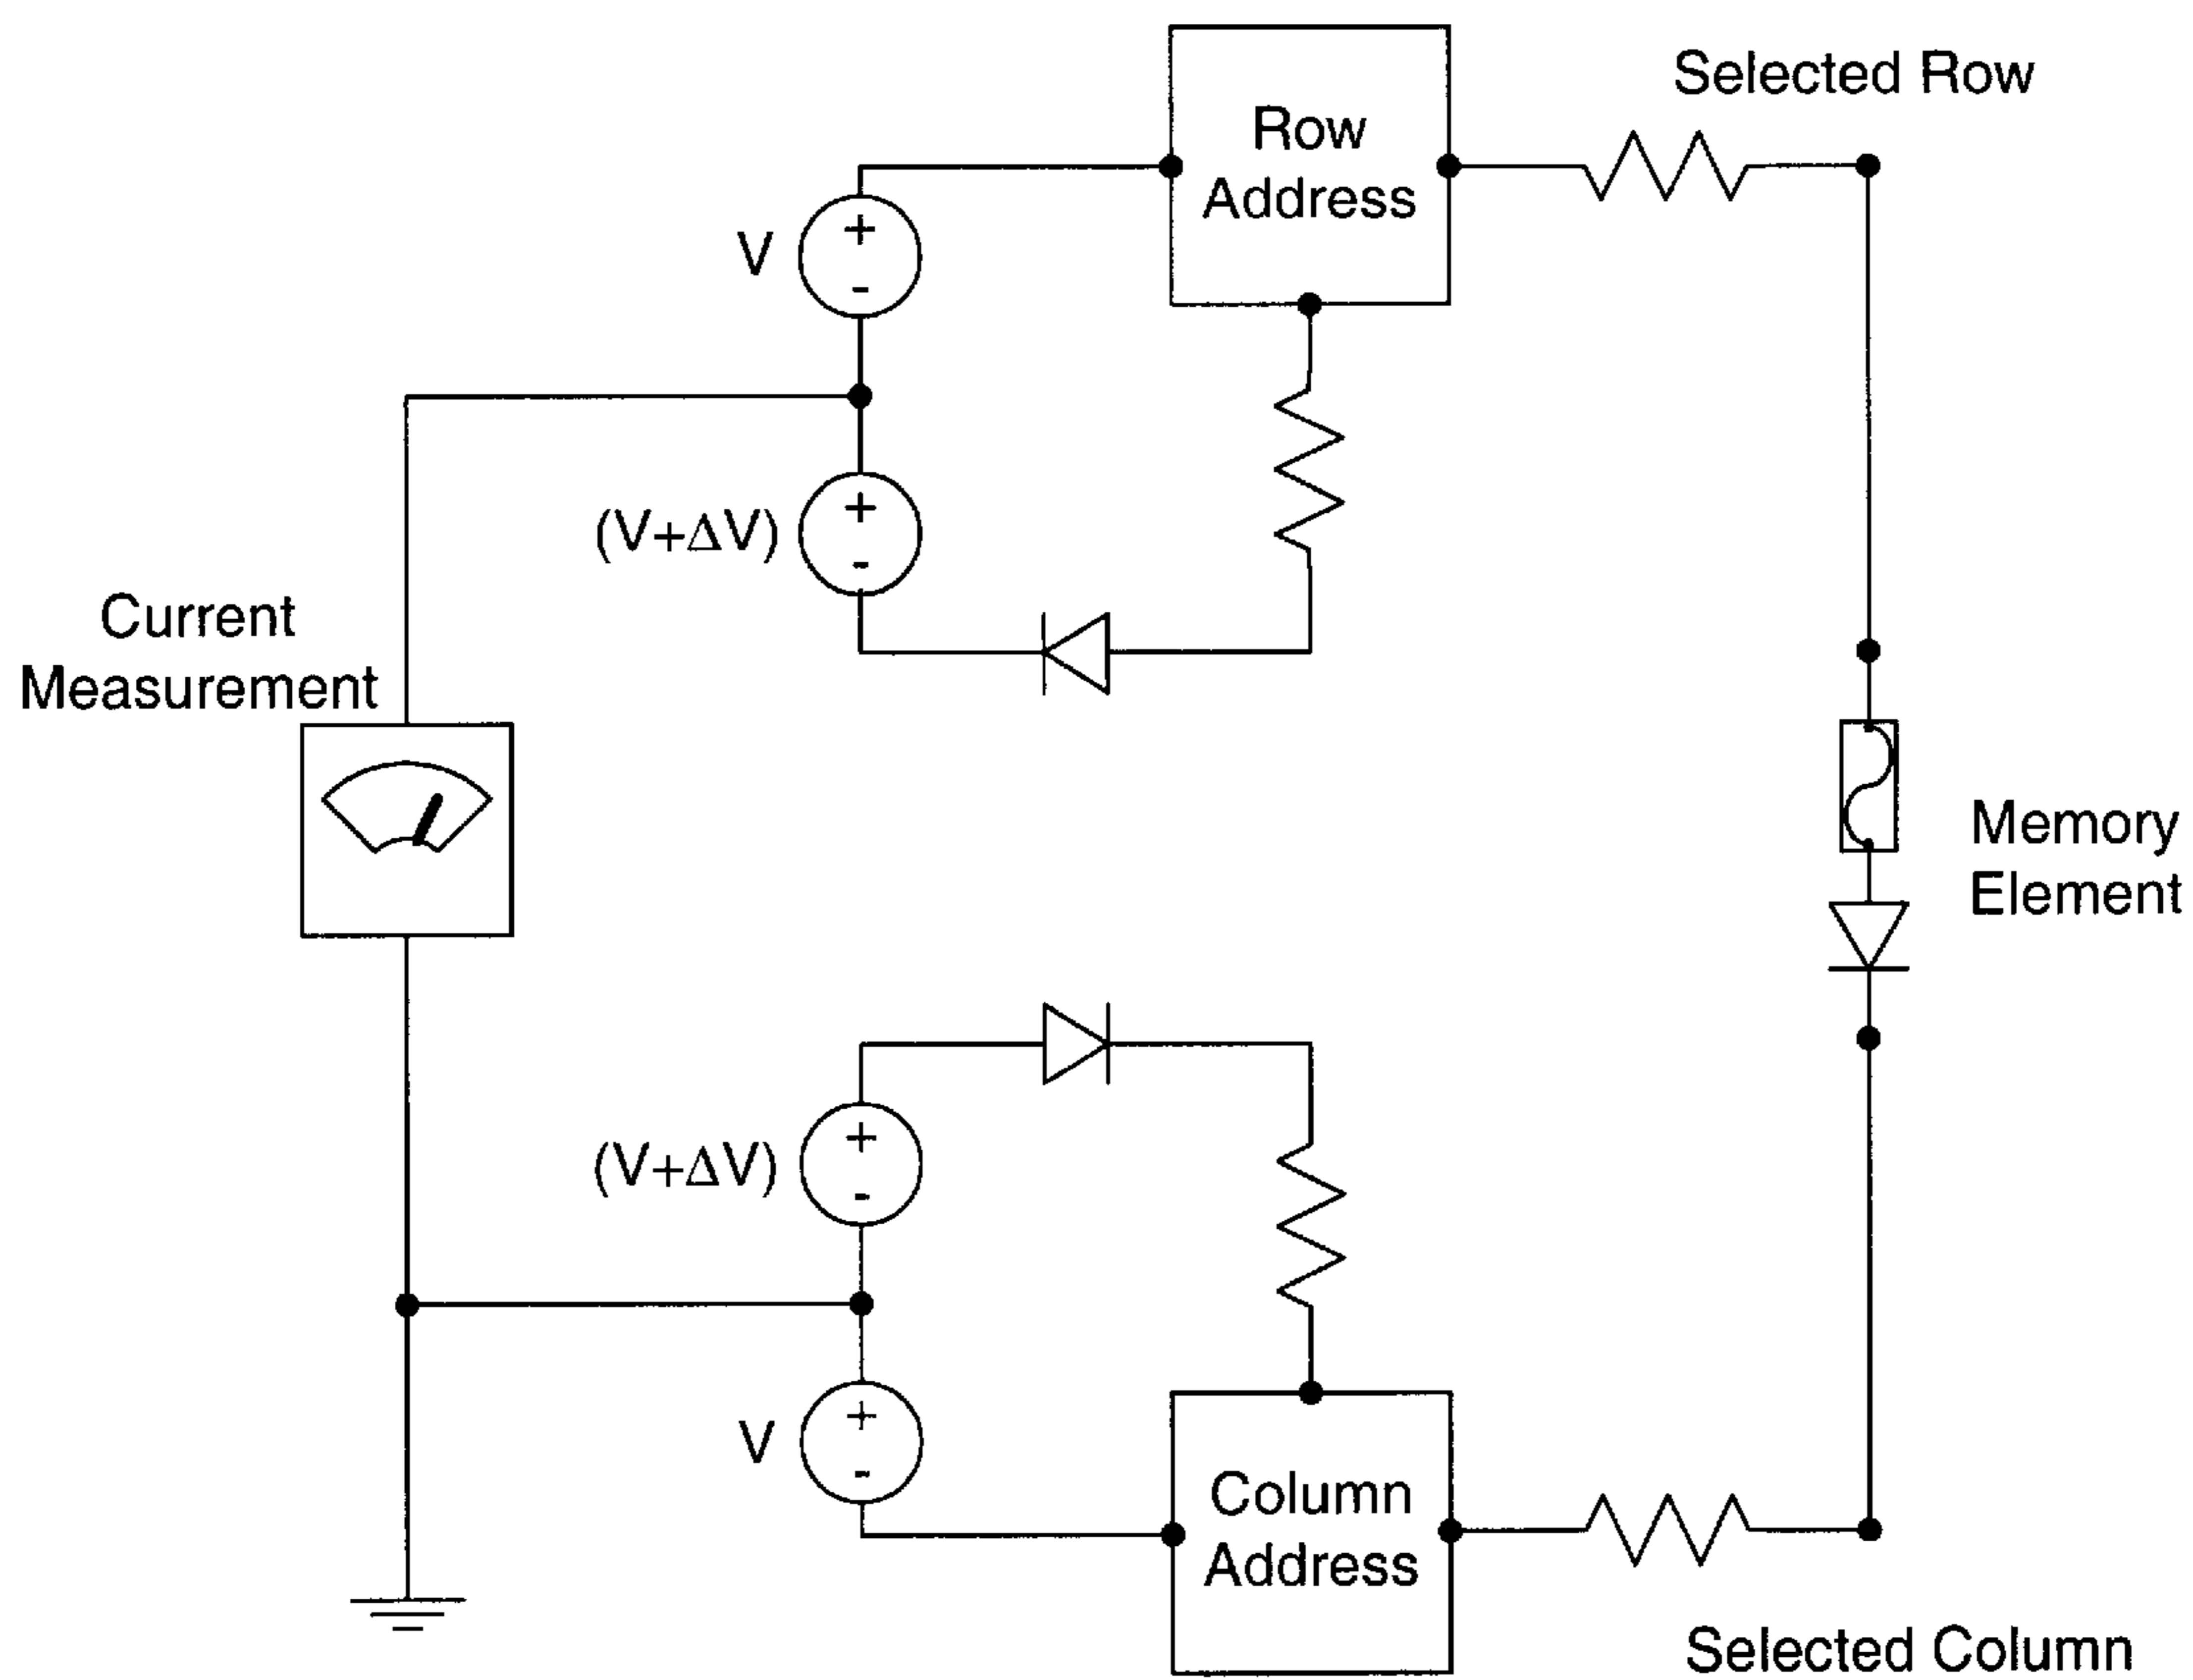 Selected Row
Row
Address
V
+
-
(V+ΔV)
+
-
Current
Measurement
Memory
Element
(V+ΔV)
+
-
V
+
-
Column
Address
Selected Column